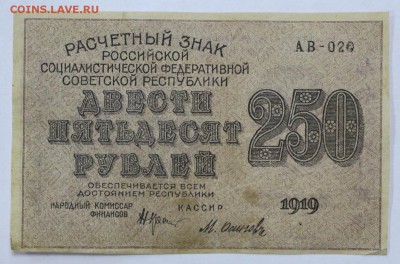 COINS.LAVE.RU
РАСЧЕТНЫЙ ЗНАК
РОССИЙСКОЙ
СОЦИАЛИСТИЧЕСКОЙ ФЕДЕРАТИВНОЙ
СОВЕТСКОЙ РЕСПУБЛИКИ
АВ-020
ДВЕСТИ
ПЯТЬДЕСЯТ
РУБЛЕЙ
250
ОБЕСПЕЧИВАЕТСЯ ВСЕМ
ДОСТОЯНИЕМ РЕСПУБЛИКИ
НАРОДНЫЙ КОМИССАР
ФИНАНСОВ
КАССИР
1919